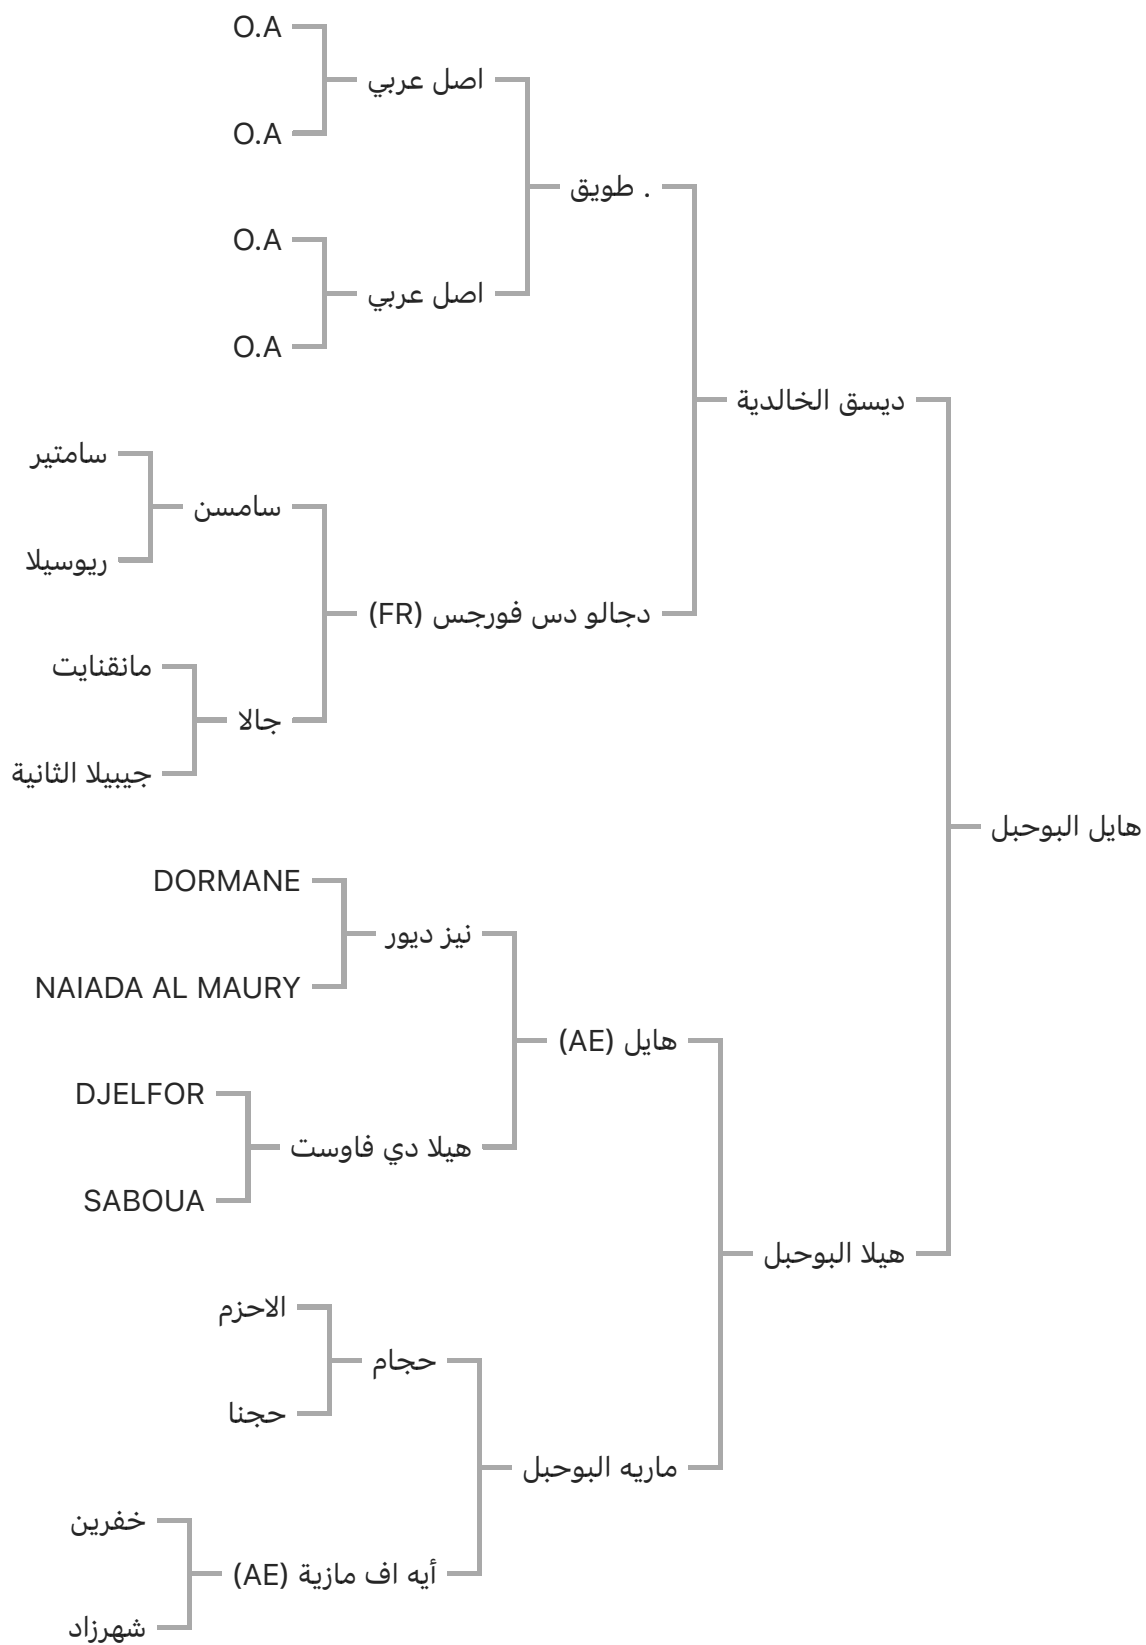 O.A
اصل عربي
O.A
. طويق
O.A
اصل عربي
O.A
ديسق الخالدية
سامتير
سامسن
ريوسيلا
دجالو دس فورجس (FR)
مانقنايت
جالا
جيبيلا الثانية
هايل البوحبل
DORMANE
نيز ديور
NAIADA AL MAURY
هايل (AE)
DJELFOR
هيلا دي فاوست
SABOUA
هيلا البوحبل
الاحزم
حجام
حجنا
ماريه البوحبل
خفرين
أيه اف مازية (AE)
شهرزاد